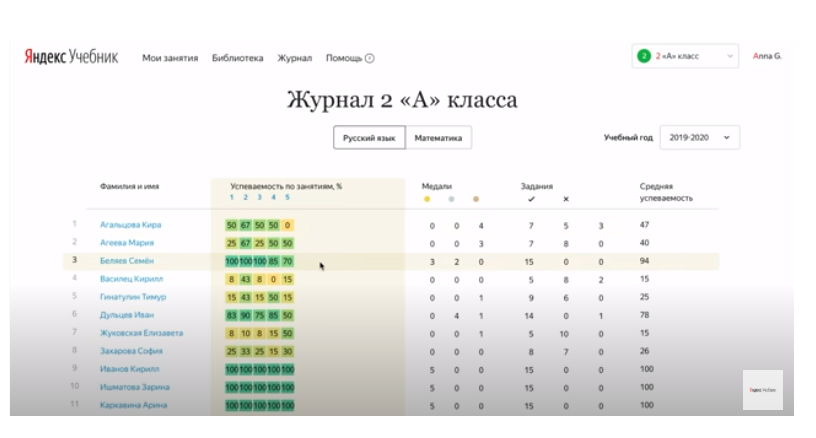 Яндекс Учебник Мои занятия Библиотека Журнал Помощь 2 2 «А» класс Anna G.
Журнал 2 «А» класса
Русский язык Математика Учебный год 2019-2020
Фамилия и имя Успеваемость по занятиям, % Медали Задания Средняя
1 2 3 4 5 ✓ × успеваемость
1 Агальцова Кира 50 67 50 50 0 0 0 4 7 5 3 47
2 Агеева Мария 25 67 25 50 50 0 0 3 7 8 0 40
3 Беляев Семён 100 100 100 85 70 3 2 0 15 0 0 94
4 Василец Кирилл 8 43 8 0 15 0 0 0 5 8 2 15
5 Гинатулин Тимур 15 43 15 50 15 0 0 1 9 6 0 25
6 Дульцев Иван 83 90 75 85 50 0 4 1 14 0 1 78
7 Жуковская Елизавета 8 10 8 15 50 0 0 1 5 10 0 15
8 Захарова София 25 33 25 15 30 0 0 0 8 7 0 26
9 Иванов Кирилл 100 100 100 100 100 5 0 0 15 0 0 100
10 Ишматова Зарина 100 100 100 100 100 5 0 0 15 0 0 100
11 Каркавина Арина 100 100 100 100 100 5 0 0 15 0 0 100
Яндекс Учебник